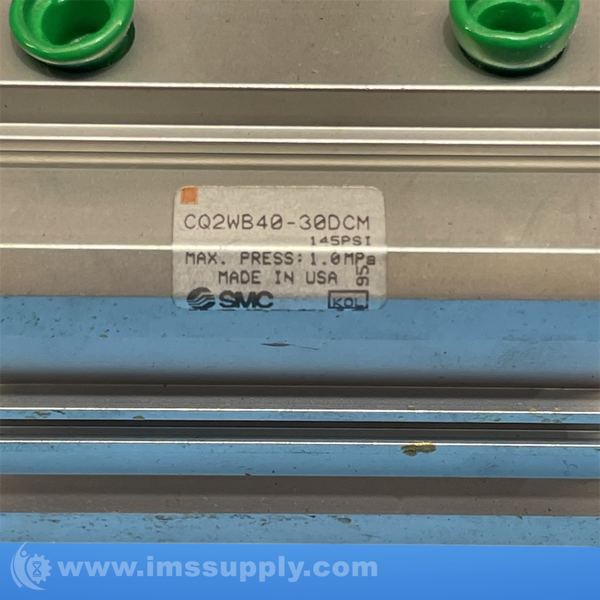 CQ2WB40-30DCM
145PSI
MAX. PRESS: 1.0MPa
MADE IN USA 95
SMC KOL
www.imssupply.com